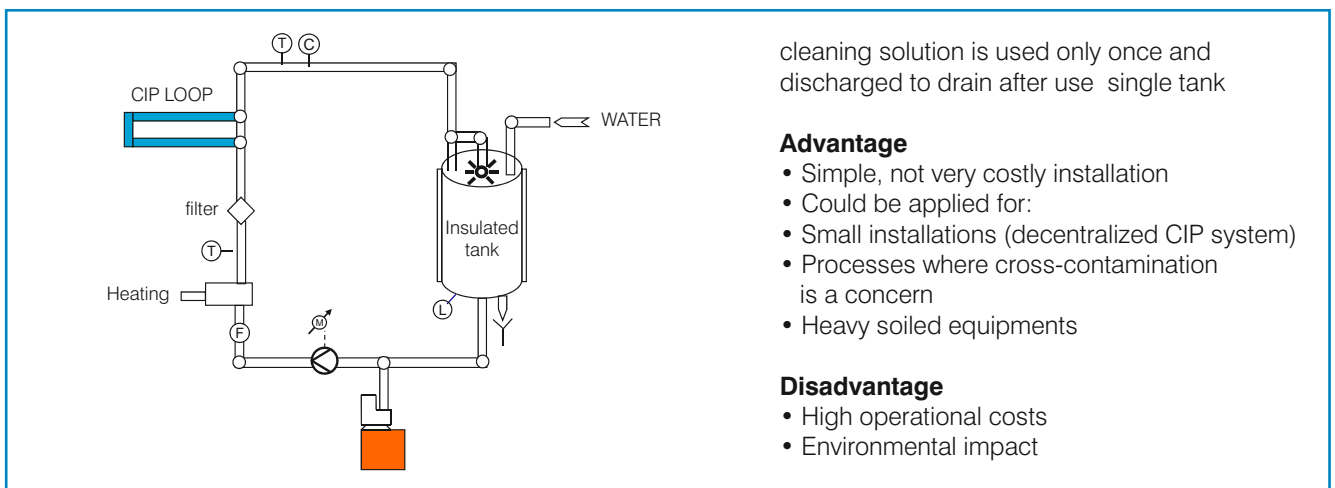 T C
CIP LOOP
WATER
filter
Insulated
tank
T
Heating
L
M
F
cleaning solution is used only once and
discharged to drain after use single tank
Advantage
• Simple, not very costly installation
• Could be applied for:
• Small installations (decentralized CIP system)
• Processes where cross-contamination
is a concern
• Heavy soiled equipments
Disadvantage
• High operational costs
• Environmental impact